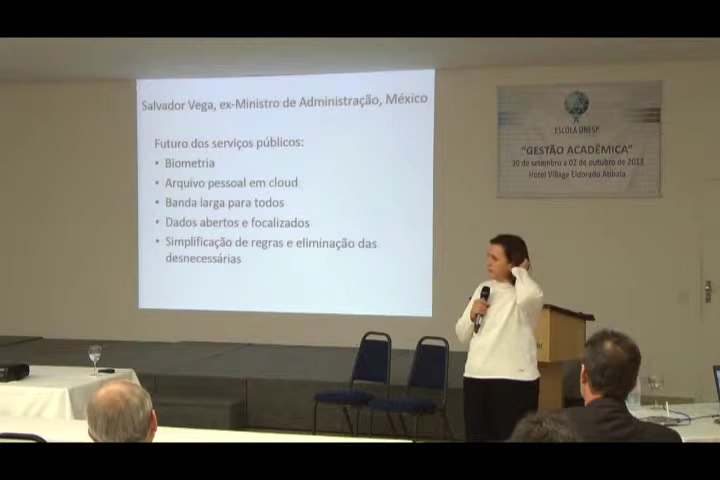 Salvador Vega, ex-Ministro de Administração, México
Futuro dos serviços públicos:
• Biometria
• Arquivo pessoal em cloud
• Banda larga para todos
• Dados abertos e focalizados
• Simplificação de regras e eliminação das
desnecessárias
ESCOLA UNESP
“GESTÃO ACADÊMICA”
30 de setembro a 02 de outubro de 2013
Hotel Village Eldorado Atibaia